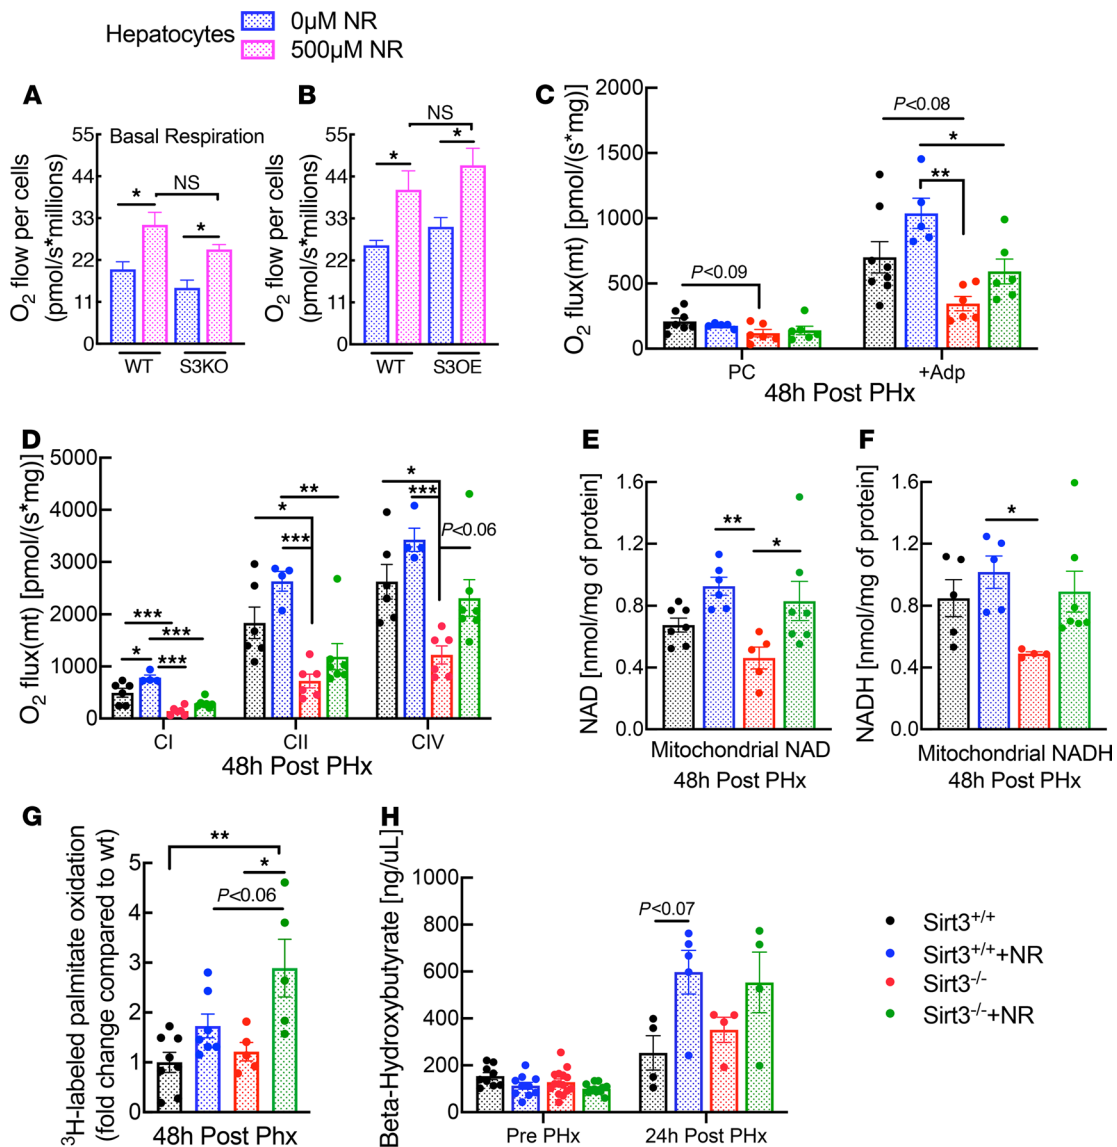 Hepatocytes
0µM NR
500µM NR
A
Basal Respiration
O2 flow per cells
(pmol/s*millions)
55
44
33
22
11
0
*
NS
*
WT
S3KO
B
O2 flow per cells
(pmol/s*millions)
55
44
33
22
11
0
*
NS
*
WT
S3OE
C
O2 flux(mt) [pmol/(s*mg)]
2000
1500
1000
500
0
P<0.09
P<0.08
*
**
PC
+Adp
48h Post PHx
D
O2 flux(mt) [pmol/(s*mg)]
5000
4000
3000
2000
1000
0
***
***
*
***
**
*
***
*
***
P<0.06
CI
CII
CIV
48h Post PHx
E
NAD [nmol/mg of protein)
1.6
1.2
0.8
0.4
0.0
**
*
Mitochondrial NAD
48h Post PHx
F
NADH [nmol/mg of protein)
1.6
1.2
0.8
0.4
0.0
*
Mitochondrial NADH
48h Post PHx
G
3H-labeled palmitate oxidation
(fold change compared to wt)
5
4
3
2
1
0
**
*
P<0.06
48h Post Phx
H
Beta-Hydroxybutyrate [ng/uL]
1000
800
600
400
200
0
P<0.07
Pre PHx
24h Post PHx
Sirt3+/+
Sirt3+/++NR
Sirt3-/-
Sirt3-/-+NR